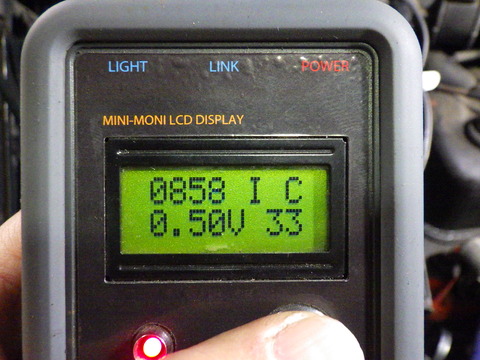 LIGHT LINK POWER
MINI-MONI LCD DISPLAY
0858 I C
0.50V 33